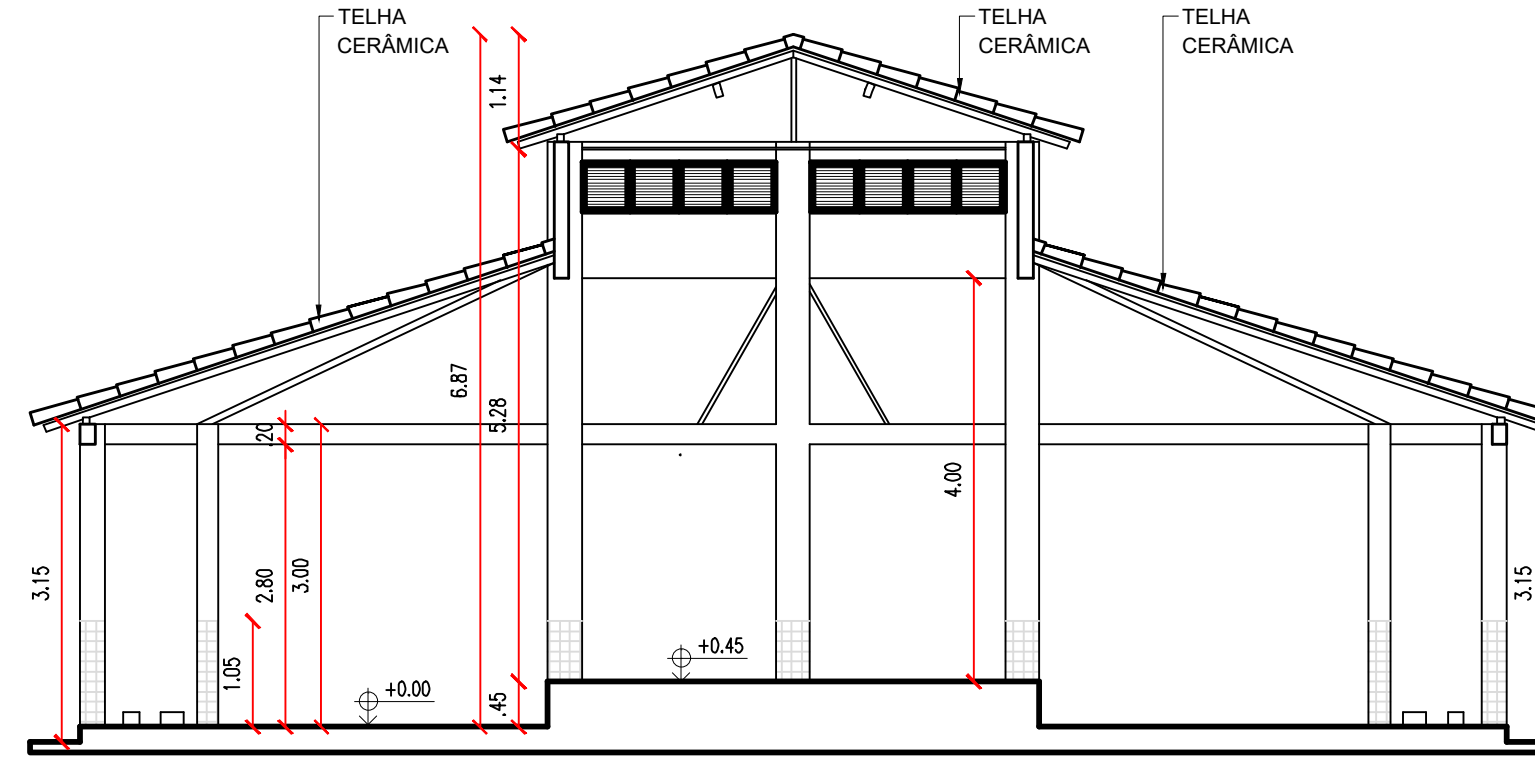 TELHA
CERÂMICA
TELHA
CERÂMICA
TELHA
CERÂMICA
1.14
6.87
5.28
.20
4.00
3.15
2.80
3.00
3.15
1.05
+0.45
+0.00
.45